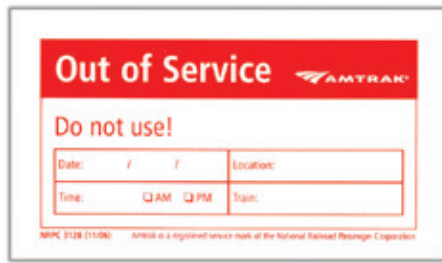 Out of Service AMTRAK®
Do not use!
Date: / / Location:
Time: ❑ AM ❑ PM Train:
NRPC 3128 (11/06) Amtrak is a registered service mark of the National Railroad Passenger Corporation